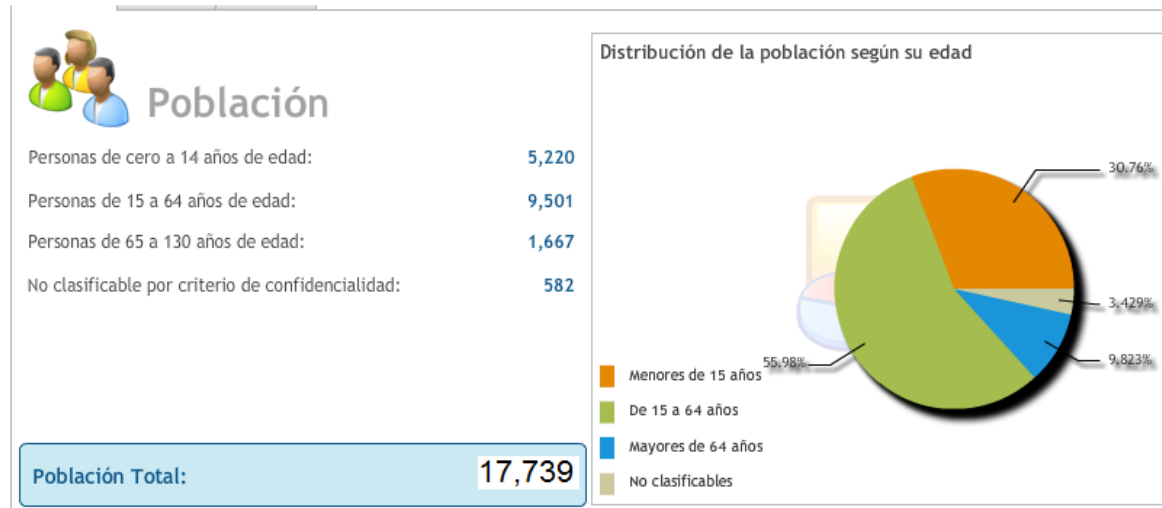 Población
Personas de cero a 14 años de edad: 5,220
Personas de 15 a 64 años de edad: 9,501
Personas de 65 a 130 años de edad: 1,667
No clasificable por criterio de confidencialidad: 582
Población Total: 17,739
Distribución de la población según su edad
30.76%
3.429%
9.823%
55.98%
Menores de 15 años
De 15 a 64 años
Mayores de 64 años
No clasificables